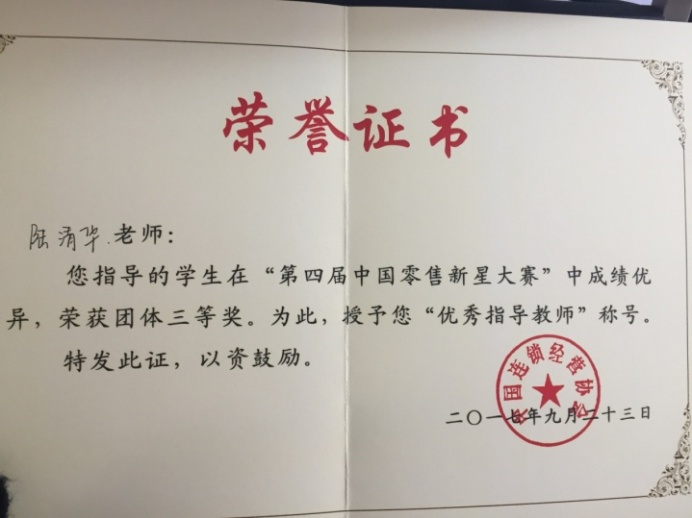 荣誉证书
陆清华 老师：
您指导的学生在“第四届中国零售新星大赛”中成绩优
异，荣获团体三等奖。为此，授予您“优秀指导教师”称号。
特发此证，以资鼓励。
中国连锁经营协会
二〇一七年九月二十三日